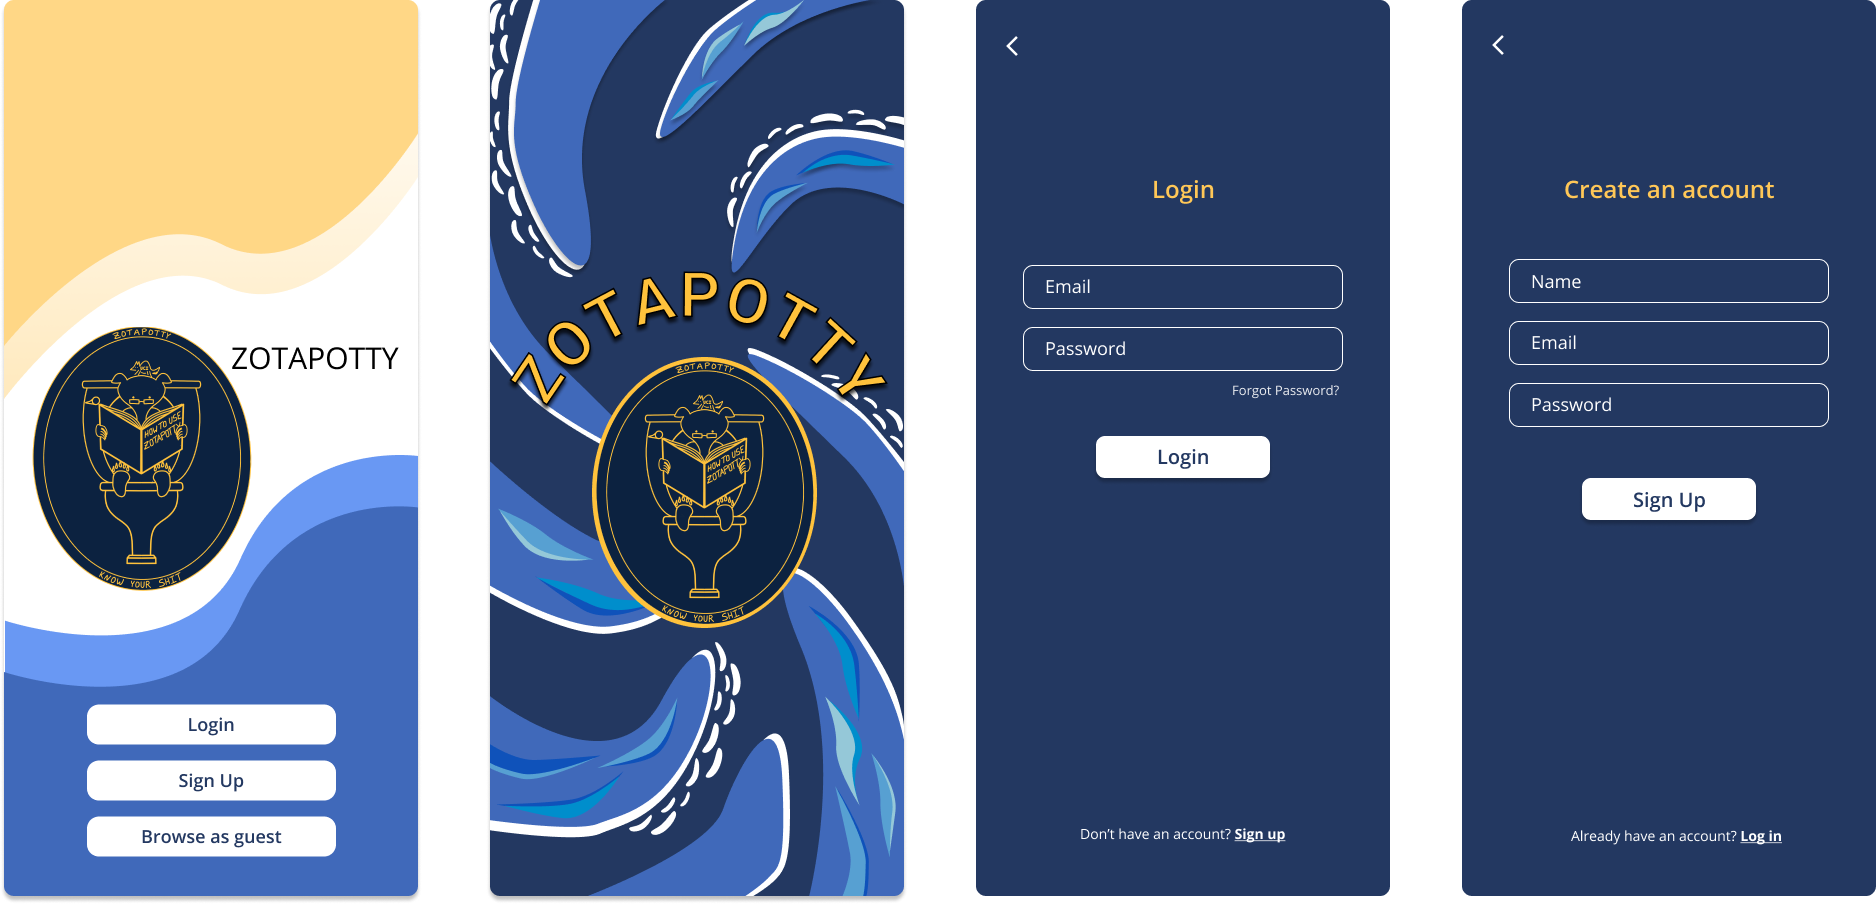 ZOTAPOTTY
ZOTAPOTTY
HOW TO USE
ZOTAPOTTY
KNOW YOUR SHIT
Login
Sign Up
Browse as guest
ZOTAPOTTY
ZOTAPOTTY
HOW TO USE
ZOTAPOTTY
KNOW YOUR SHIT
Login
Email
Password
Forgot Password?
Login
Don't have an account? Sign up
Create an account
Name
Email
Password
Sign Up
Already have an account? Log in